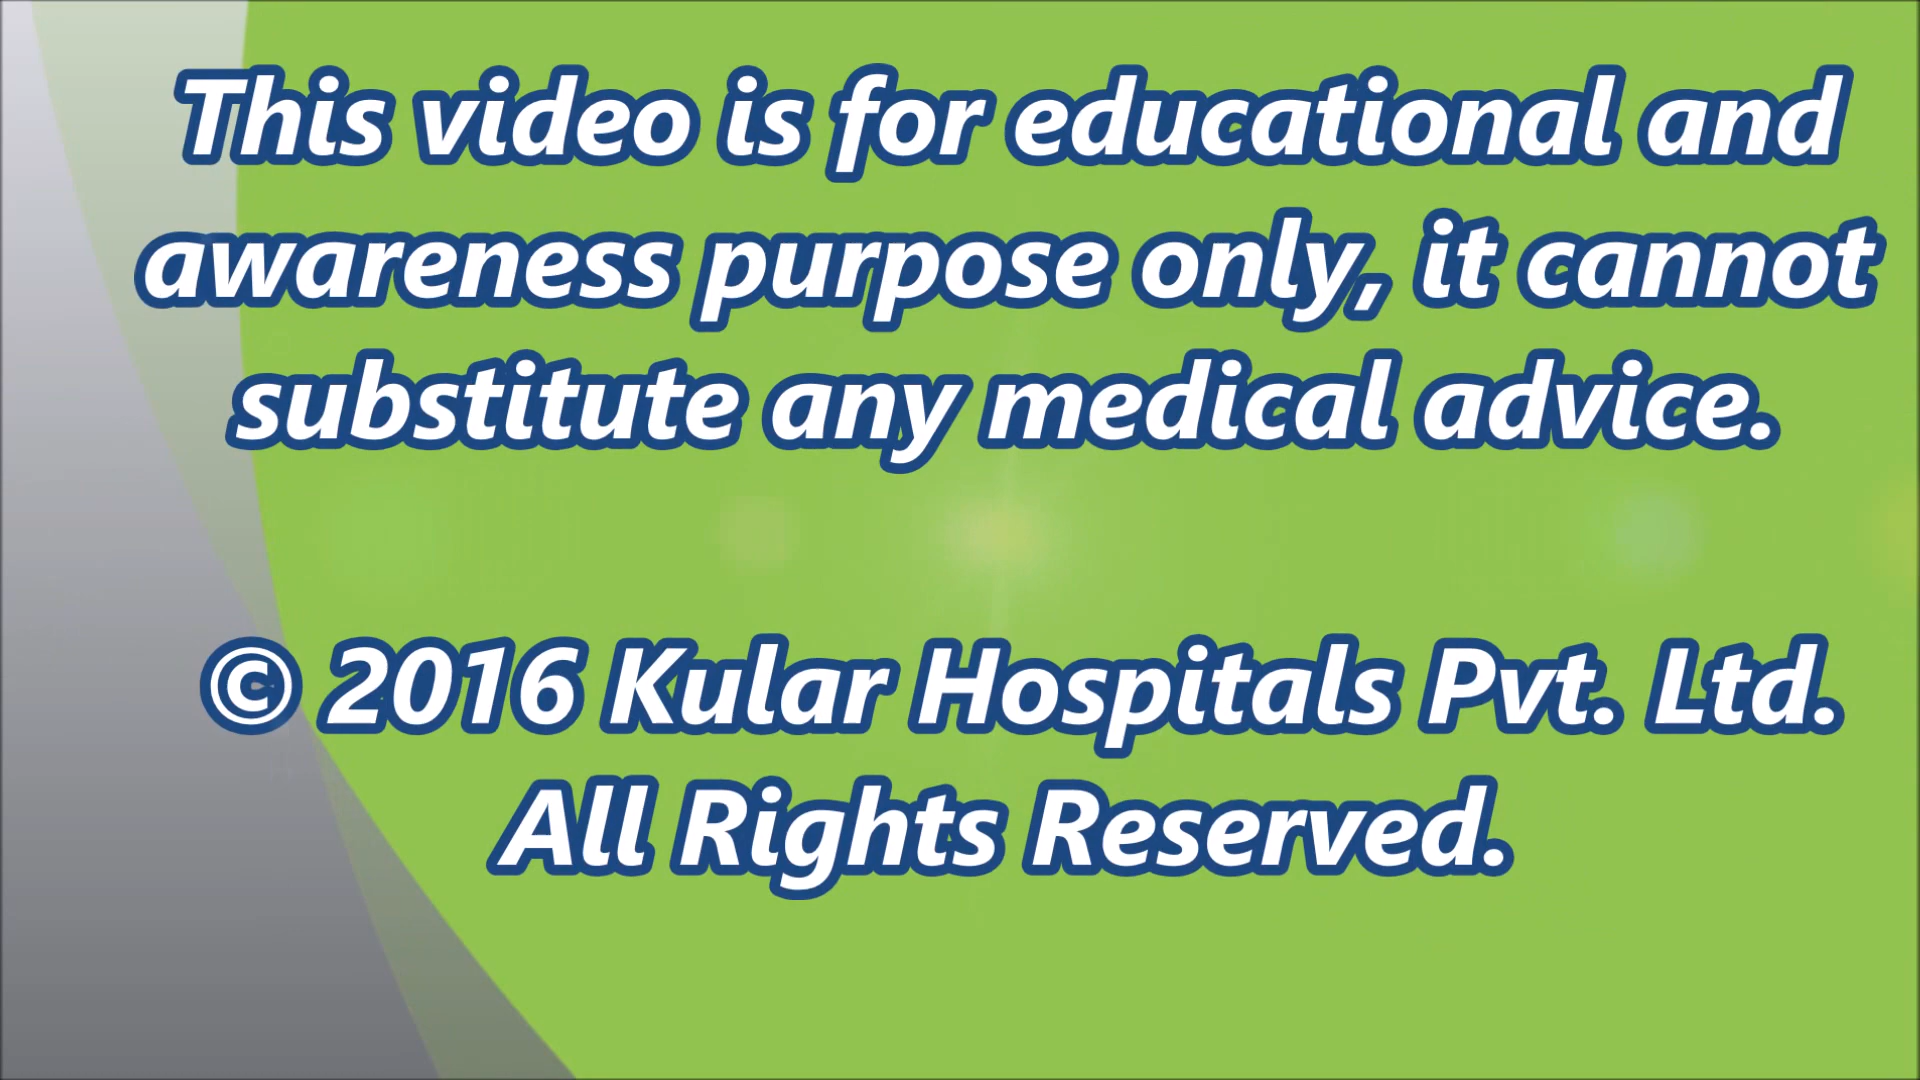 This video is for educational and
awareness purpose only, it cannot
substitute any medical advice.
© 2016 Kular Hospitals Pvt. Ltd.
All Rights Reserved.